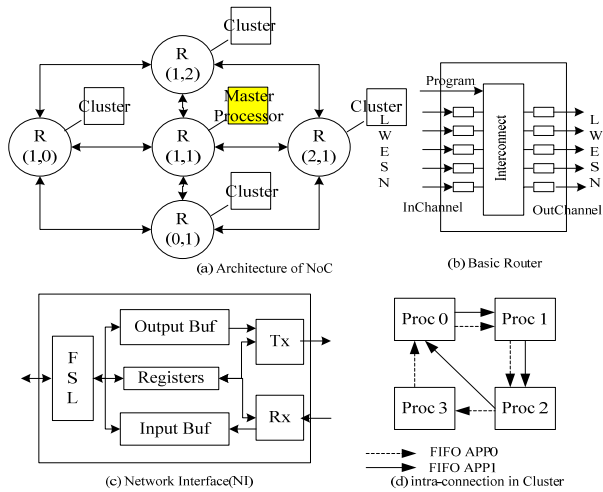 R
(1,2)
Cluster
R
(1,0)
Cluster
R
(1,1)
Master
Processor
R
(2,1)
Cluster
R
(0,1)
Cluster
(a) Architecture of NoC
Program
L
W
E
S
N
Interconnect
L
W
E
S
N
InChannel
OutChannel
(b) Basic Router
F
S
L
Output Buf
Registers
Input Buf
Tx
Rx
(c) Network Interface(NI)
Proc 0
Proc 1
Proc 3
Proc 2
FIFO APP0
FIFO APP1
(d) intra-connection in Cluster